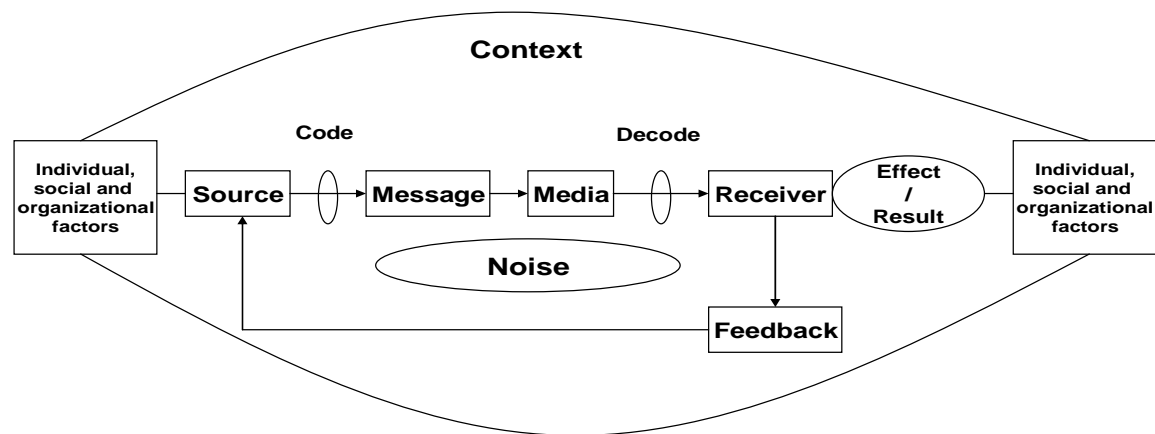 Context
Code
Decode
Individual,
social and
organizational
factors
Source
Message
Media
Receiver
Effect
/
Result
Individual,
social and
organizational
factors
Noise
Feedback